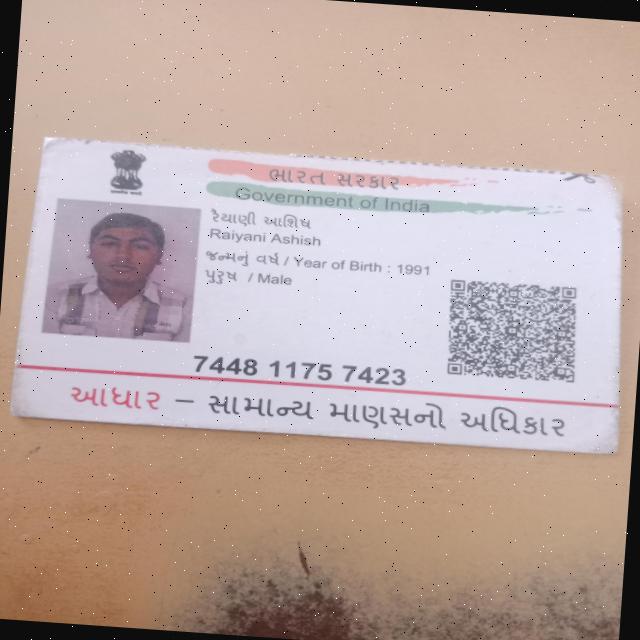 ભારત સરકાર
Government of India
રૈયાણી આશિષ
Raiyani Ashish
જન્મનું વર્ષ / Year of Birth : 1991
પુરુષ / Male
7448 1175 7423
આધાર – સામાન્ય માણસનો અધિકાર